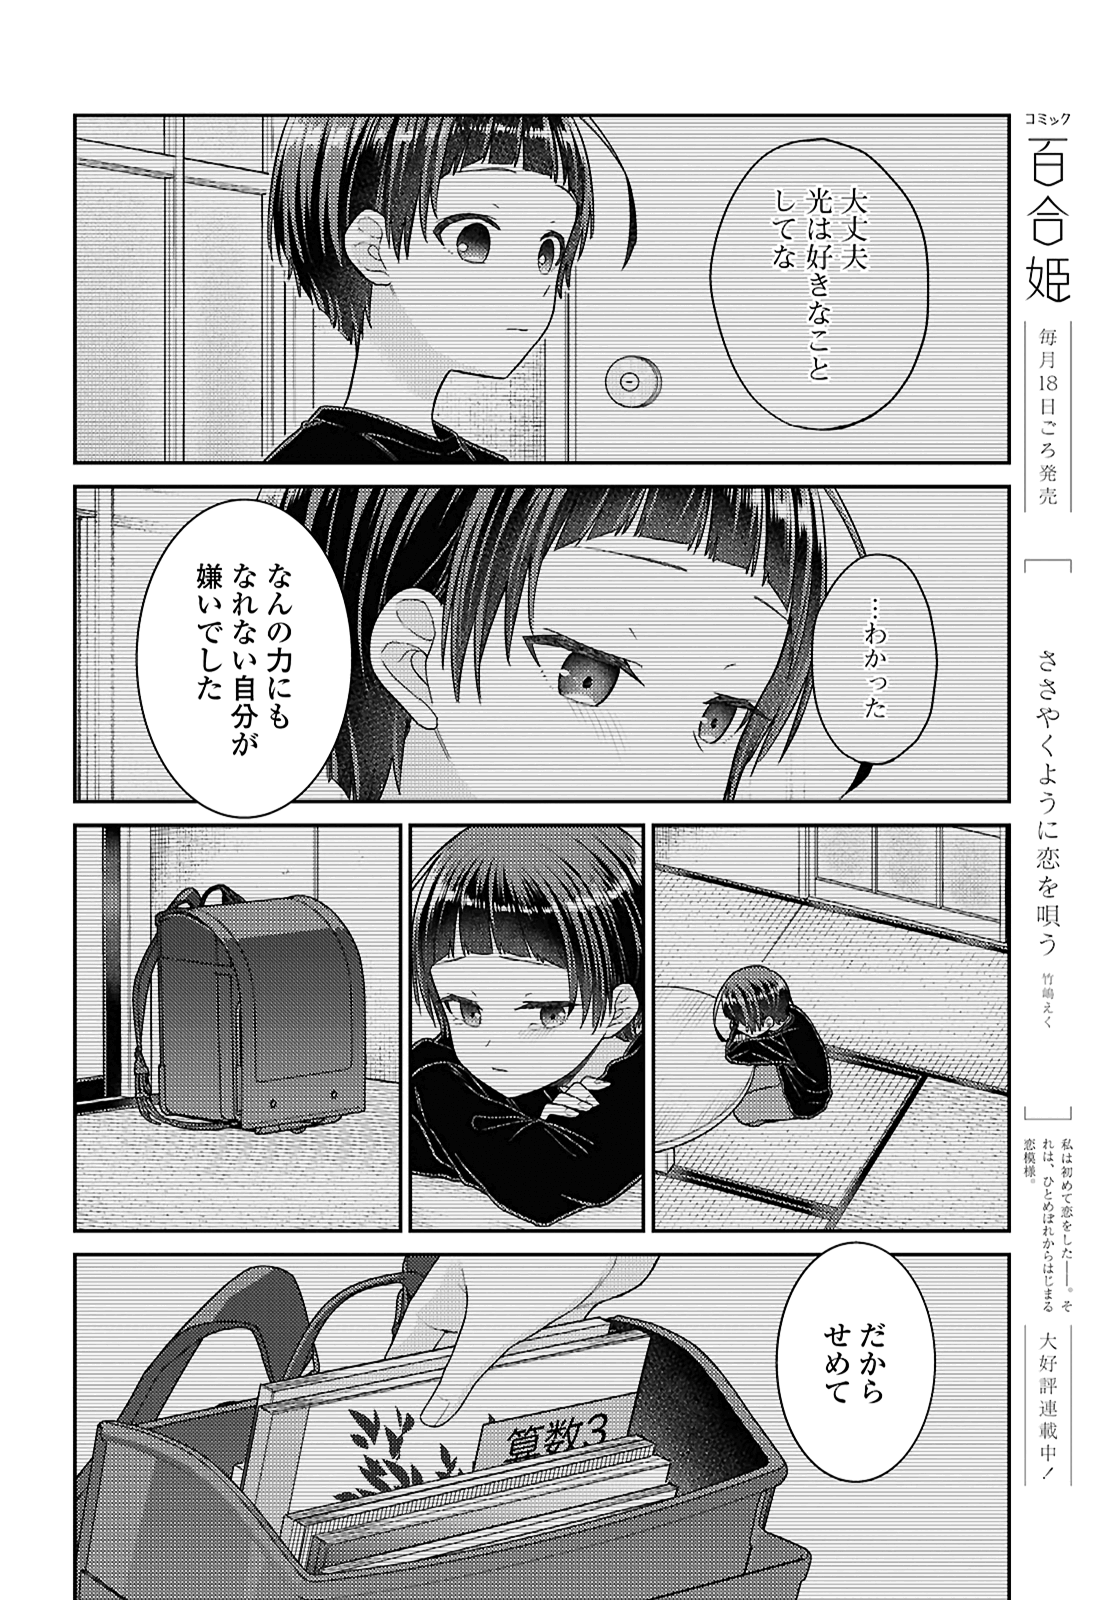 大丈夫
光は好きなこと
してな
…わかった
なんの力にも
なれない自分が
嫌いでした
だから
せめて
算数3
コミック
百合姫
毎月18日ごろ発売
ささやくように恋を唄う
竹嶋えく
私は初めて恋をした――。そ
れは、ひとめぼれからはじまる
恋模様。
大好評連載中！